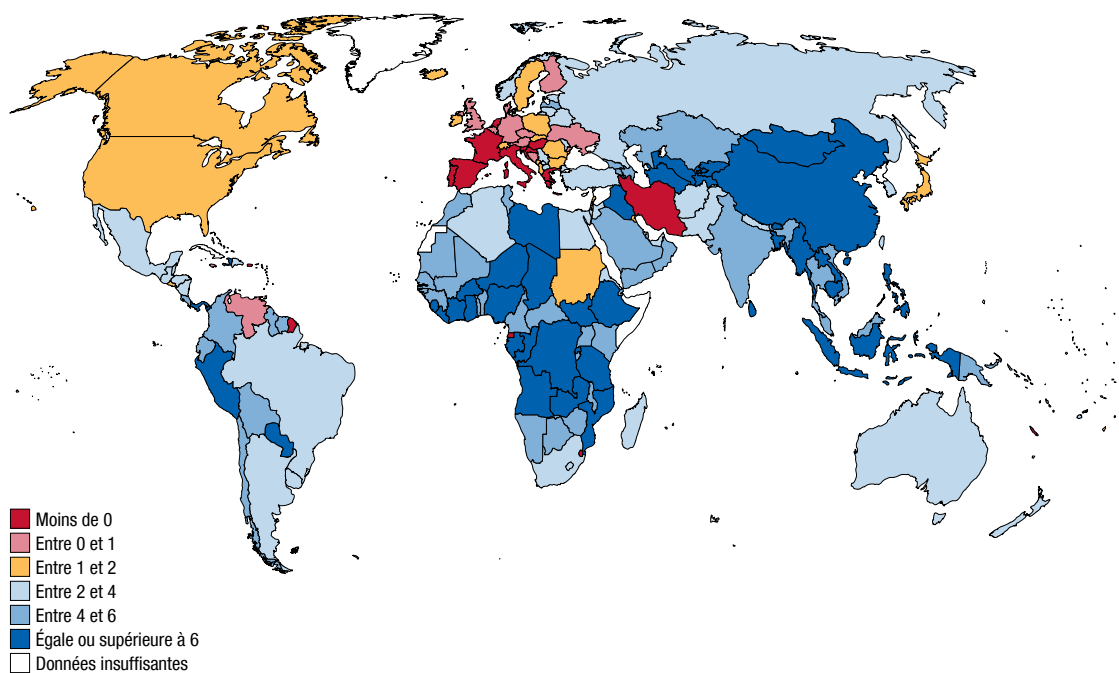 Moins de 0
Entre 0 et 1
Entre 1 et 2
Entre 2 et 4
Entre 4 et 6
Égale ou supérieure à 6
Données insuffisantes